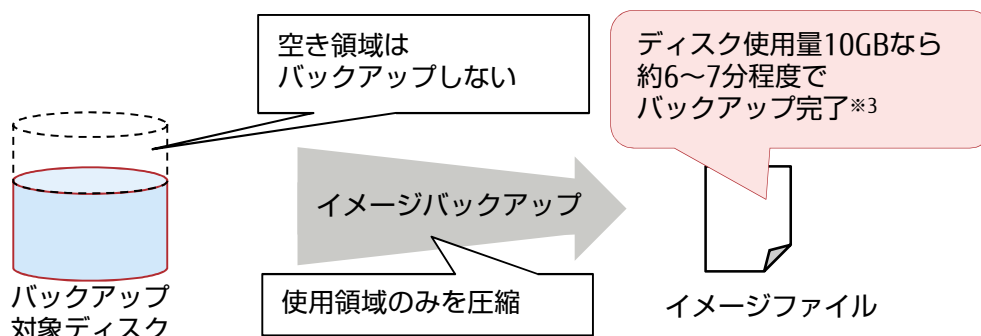 空き領域は
バックアップしない
ディスク使用量10GBなら
約6～7分程度で
バックアップ完了※3
イメージバックアップ
使用領域のみを圧縮
バックアップ
対象ディスク
イメージファイル